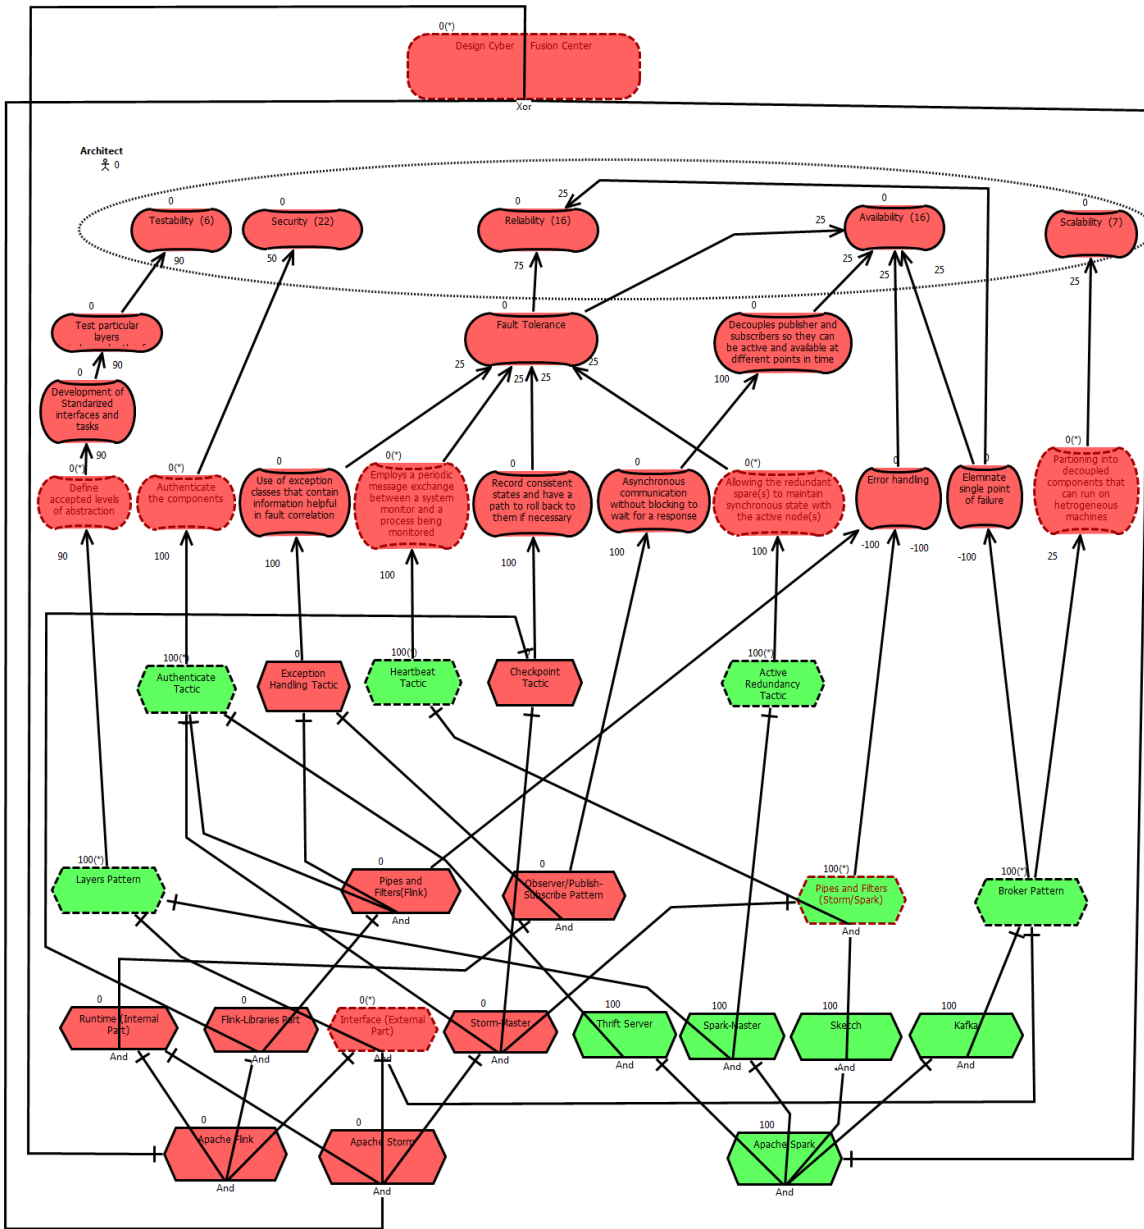 0(*)
Design Cyber Fusion Center
Xor
Architect
0
0
Testability (6)
0
Security (22)
0
Reliability (16)
25
0
Availability (16)
25
0
Scalability (7)
90
50
75
25
25
25
25
0
Test particular
layers
0
Fault Tolerance
0
Decouples publisher and
subscribers so they can
be active and available at
different points in time
90
25
25
25
25
100
0
Development of
Standarized
interfaces and
tasks
90
0(*)
Define
accepted levels
of abstraction
0(*)
Authenticate
the components
0
Use of exception
classes that contain
information helpful
in fault correlation
0(*)
Employs a periodic
message exchange
between a system
monitor and a
process being
monitored
0
Record consistent
states and have a
path to roll back
to them if necessary
0
Asynchronous
communication
without blocking to
wait for a response
0(*)
Allowing the redundant
spare(s) to maintain
synchronous state with
the active node(s)
0
Error handling
0
Eleminate
single point
of failure
0(*)
Partioning into
decoupled
components that
can run on
hetrogeneous
machines
90
100
100
100
100
100
100
-100
-100
-100
25
100(*)
Authenticate
Tactic
0
Exception
Handling Tactic
100(*)
Heartbeat
Tactic
Checkpoint
Tactic
100(*)
Active
Redundancy
Tactic
100(*)
Layers Pattern
0
Pipes and
Filters(Flink)
And
0
Observer/Publish-
Subscribe Pattern
And
100(*)
Pipes and Filters
(Storm/Spark)
And
100(*)
Broker Pattern
0
Runtime (Internal
Part)
And
0
Flink-Libraries Part
And
0(*)
Interface (External
Part)
And
0
Storm-Master
And
100
Thrift Server
And
100
Spark-Master
And
100
Sketch
And
100
Kafka
And
0
Apache Flink
And
0
Apache Storm
And
100
Apache Spark
And